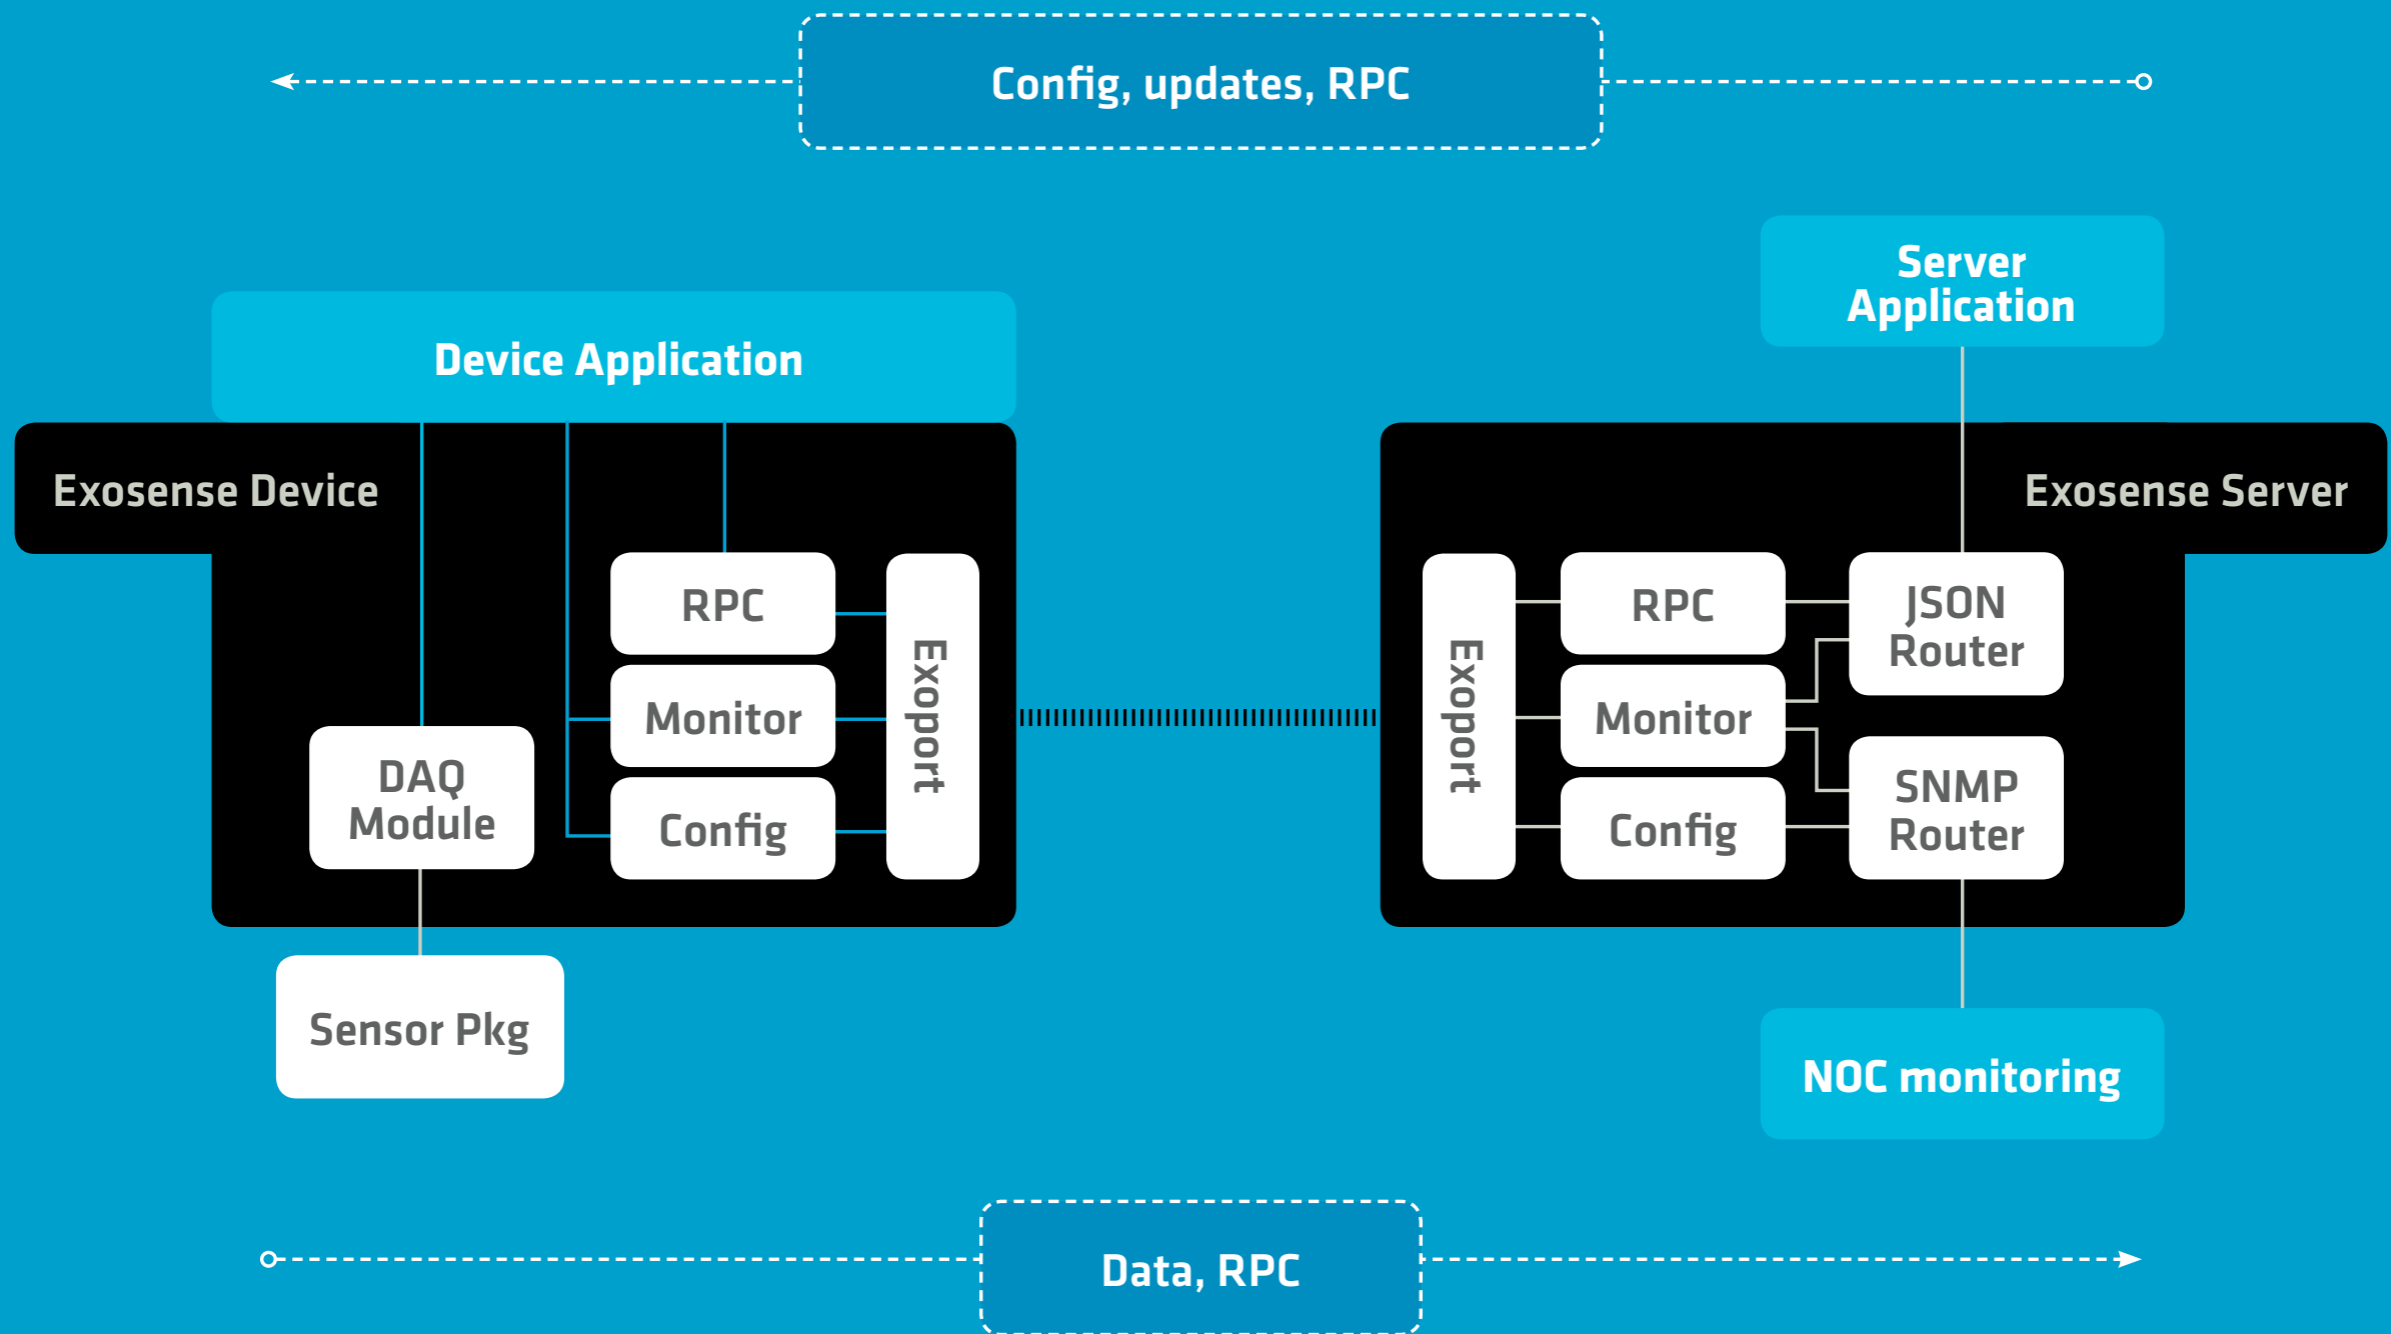 Config, updates, RPC
Server
Application
Device Application
Exosense Device
Exosense Server
RPC
Monitor
Config
Exoport
DAQ
Module
Sensor Pkg
Exoport
RPC
Monitor
Config
JSON
Router
SNMP
Router
NOC monitoring
Data, RPC